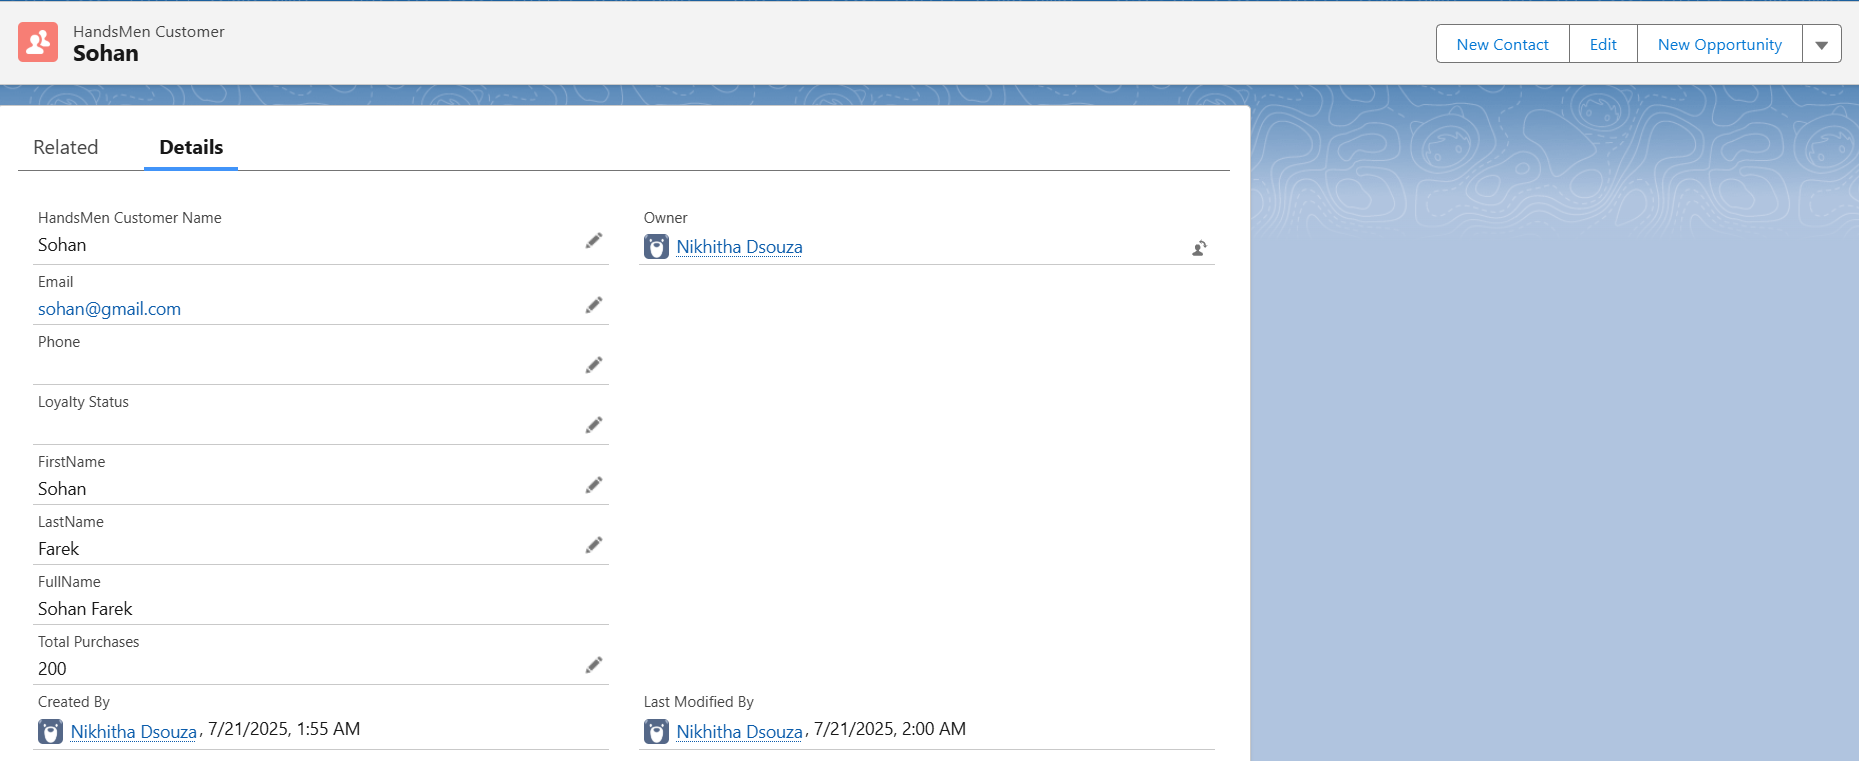 HandsMen Customer
Sohan
New Contact
Edit
New Opportunity
Related
Details
HandsMen Customer Name
Sohan
Owner
Nikhitha Dsouza
Email
sohan@gmail.com
Phone
Loyalty Status
FirstName
Sohan
LastName
Farek
FullName
Sohan Farek
Total Purchases
200
Created By
Nikhitha Dsouza, 7/21/2025, 1:55 AM
Last Modified By
Nikhitha Dsouza, 7/21/2025, 2:00 AM